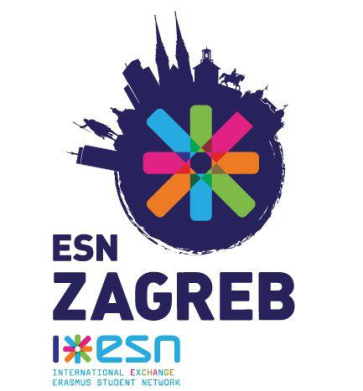 ESN
ZAGREB
esn
INTERNATIONAL EXCHANGE
ERASMUS STUDENT NETWORK